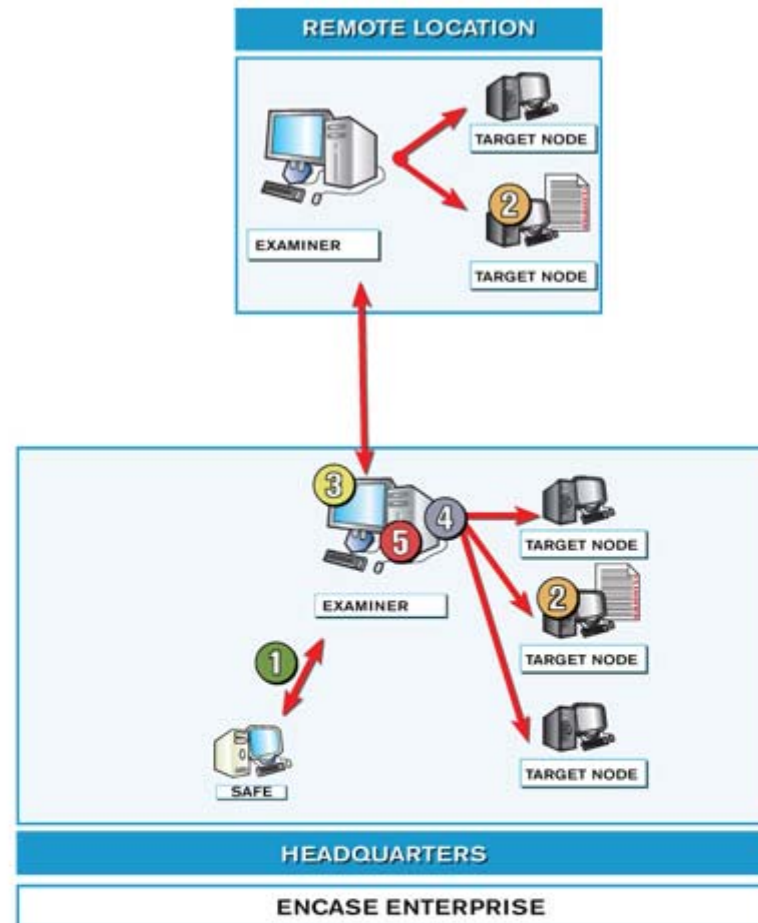 REMOTE LOCATION
TARGET NODE
2
EXAMINER
TARGET NODE
3
4
5
TARGET NODE
EXAMINER
2
TARGET NODE
1
SAFE
TARGET NODE
HEADQUARTERS
ENCASE ENTERPRISE